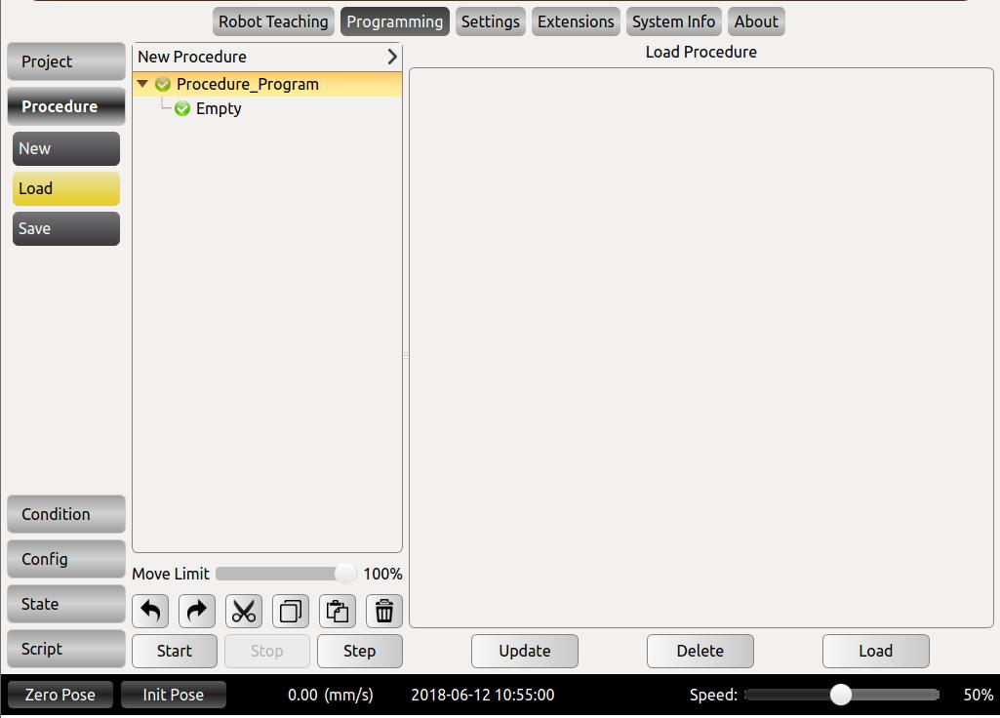 Robot Teaching Programming Settings Extensions System Info About
Project
Procedure
New
Load
Save
Condition
Config
State
Script
New Procedure
Procedure_Program
Empty
Move Limit 100%
Start Stop Step
Load Procedure
Update Delete Load
Zero Pose Init Pose 0.00 (mm/s) 2018-06-12 10:55:00 Speed: 50%